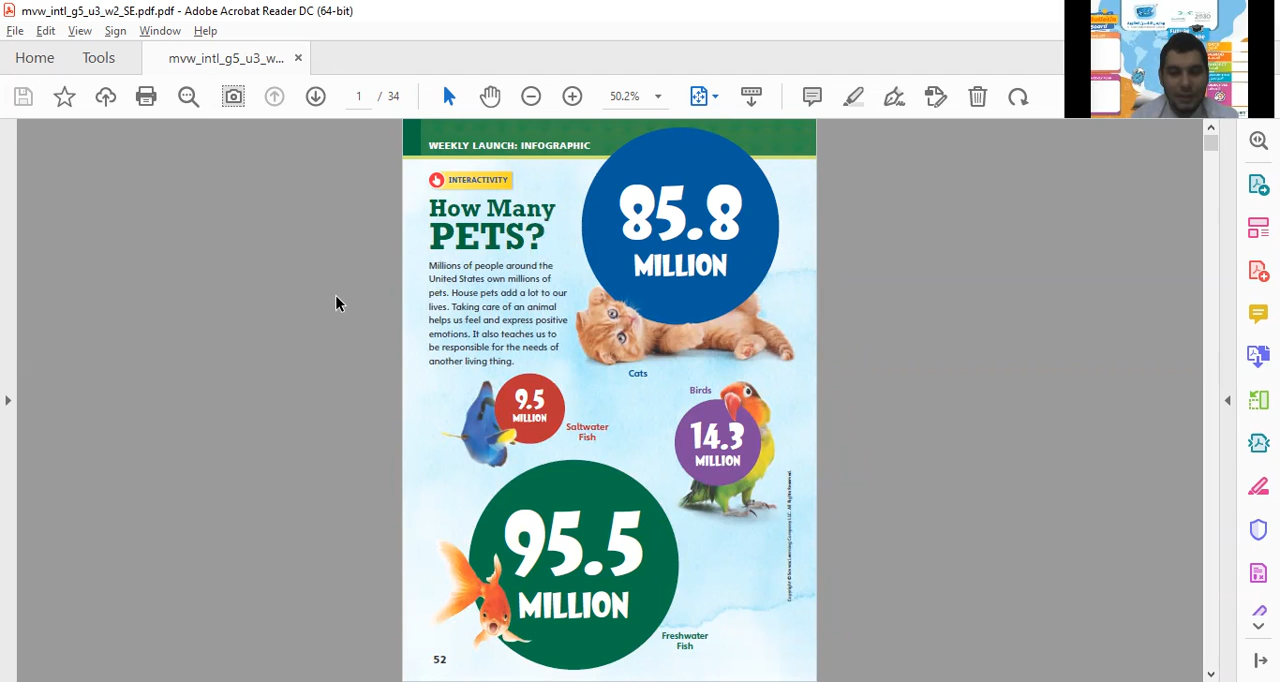 mvw_intl_g5_u3_w2_SE.pdf.pdf - Adobe Acrobat Reader DC (64-bit)
File Edit View Sign Window Help
Home Tools mvw_intl_g5_u3_w... ×
1 / 34 50.2%
WEEKLY LAUNCH: INFOGRAPHIC
INTERACTIVITY
How Many
PETS?
Millions of people around the
United States own millions of
pets. House pets add a lot to our
lives. Taking care of an animal
helps us feel and express positive
emotions. It also teaches us to
be responsible for the needs of
another living thing.
85.8
MILLION
Cats
9.5
MILLION
Saltwater
Fish
Birds
14.3
MILLION
95.5
MILLION
Freshwater
Fish
52